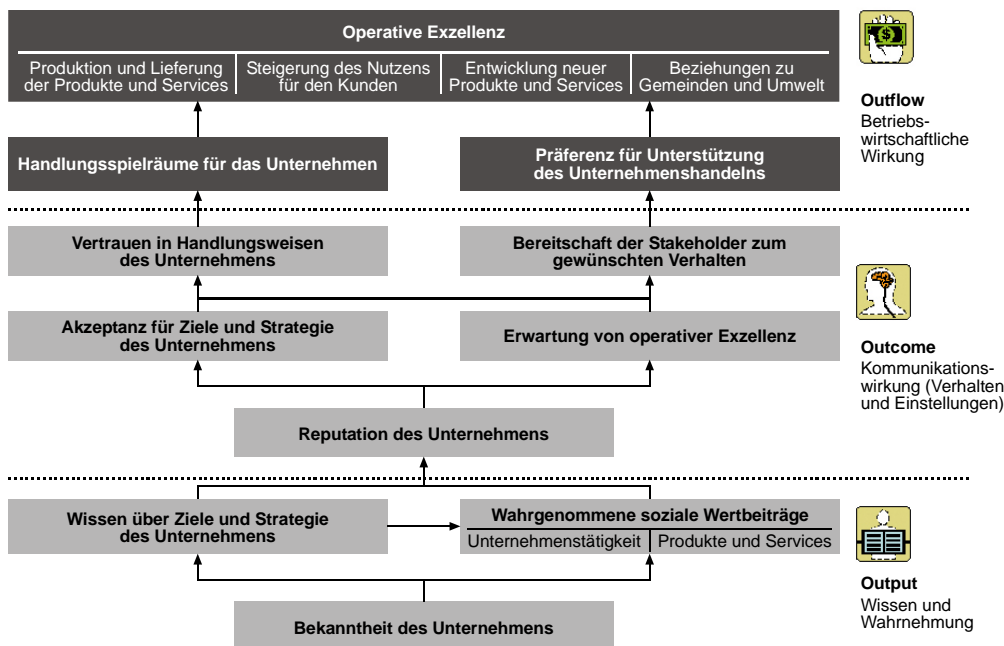 Operative Exzellenz
Produktion und Lieferung
der Produkte und Services
Steigerung des Nutzens
für den Kunden
Entwicklung neuer
Produkte und Services
Beziehungen zu
Gemeinden und Umwelt
Outflow
Betriebs-
wirtschaftliche
Wirkung
Handlungsspielräume für das Unternehmen
Präferenz für Unterstützung
des Unternehmenshandelns
Vertrauen in Handlungsweisen
des Unternehmens
Bereitschaft der Stakeholder zum
gewünschten Verhalten
Akzeptanz für Ziele und Strategie
des Unternehmens
Erwartung von operativer Exzellenz
Outcome
Kommunikations-
wirkung (Verhalten
und Einstellungen)
Reputation des Unternehmens
Wissen über Ziele und Strategie
des Unternehmens
Wahrgenommene soziale Wertbeiträge
Unternehmenstätigkeit
Produkte und Services
Output
Wissen und
Wahrnehmung
Bekanntheit des Unternehmens